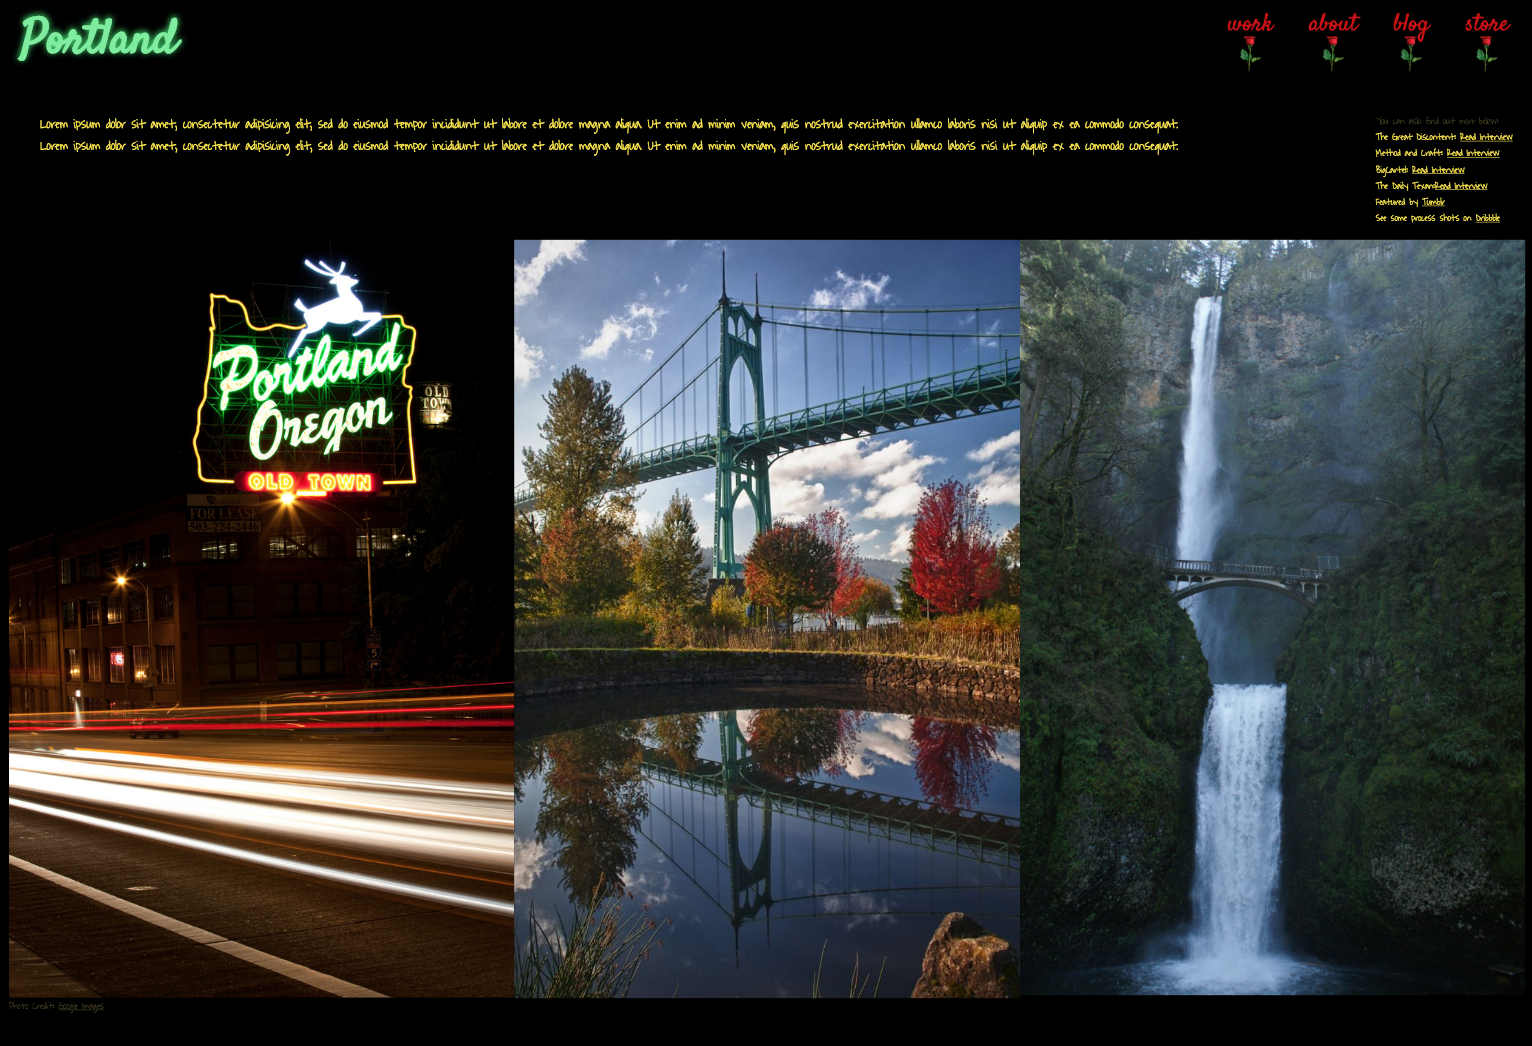 Portland
work about blog store
Lorem ipsum dolor sit amet, consectetur adipisicing elit, sed do eiusmod tempor incididunt ut labore et dolore magna aliqua. Ut enim ad minim veniam, quis nostrud exercitation ullamco laboris nisi ut aliquip ex ea commodo consequat.
Lorem ipsum dolor sit amet, consectetur adipisicing elit, sed do eiusmod tempor incididunt ut labore et dolore magna aliqua. Ut enim ad minim veniam, quis nostrud exercitation ullamco laboris nisi ut aliquip ex ea commodo consequat.
You can also find out more below:
The Great Discontent: Read Interview
Method and Craft: Read Interview
BigCartel: Read Interview
The Daily Texan:Read Interview
Featured by Tumblr
See some process shots on Dribbble
Portland
Oregon
OLD TOWN
OLD
TOWN
FOR LEASE
503-224-2446
Photo Credit: Google Images